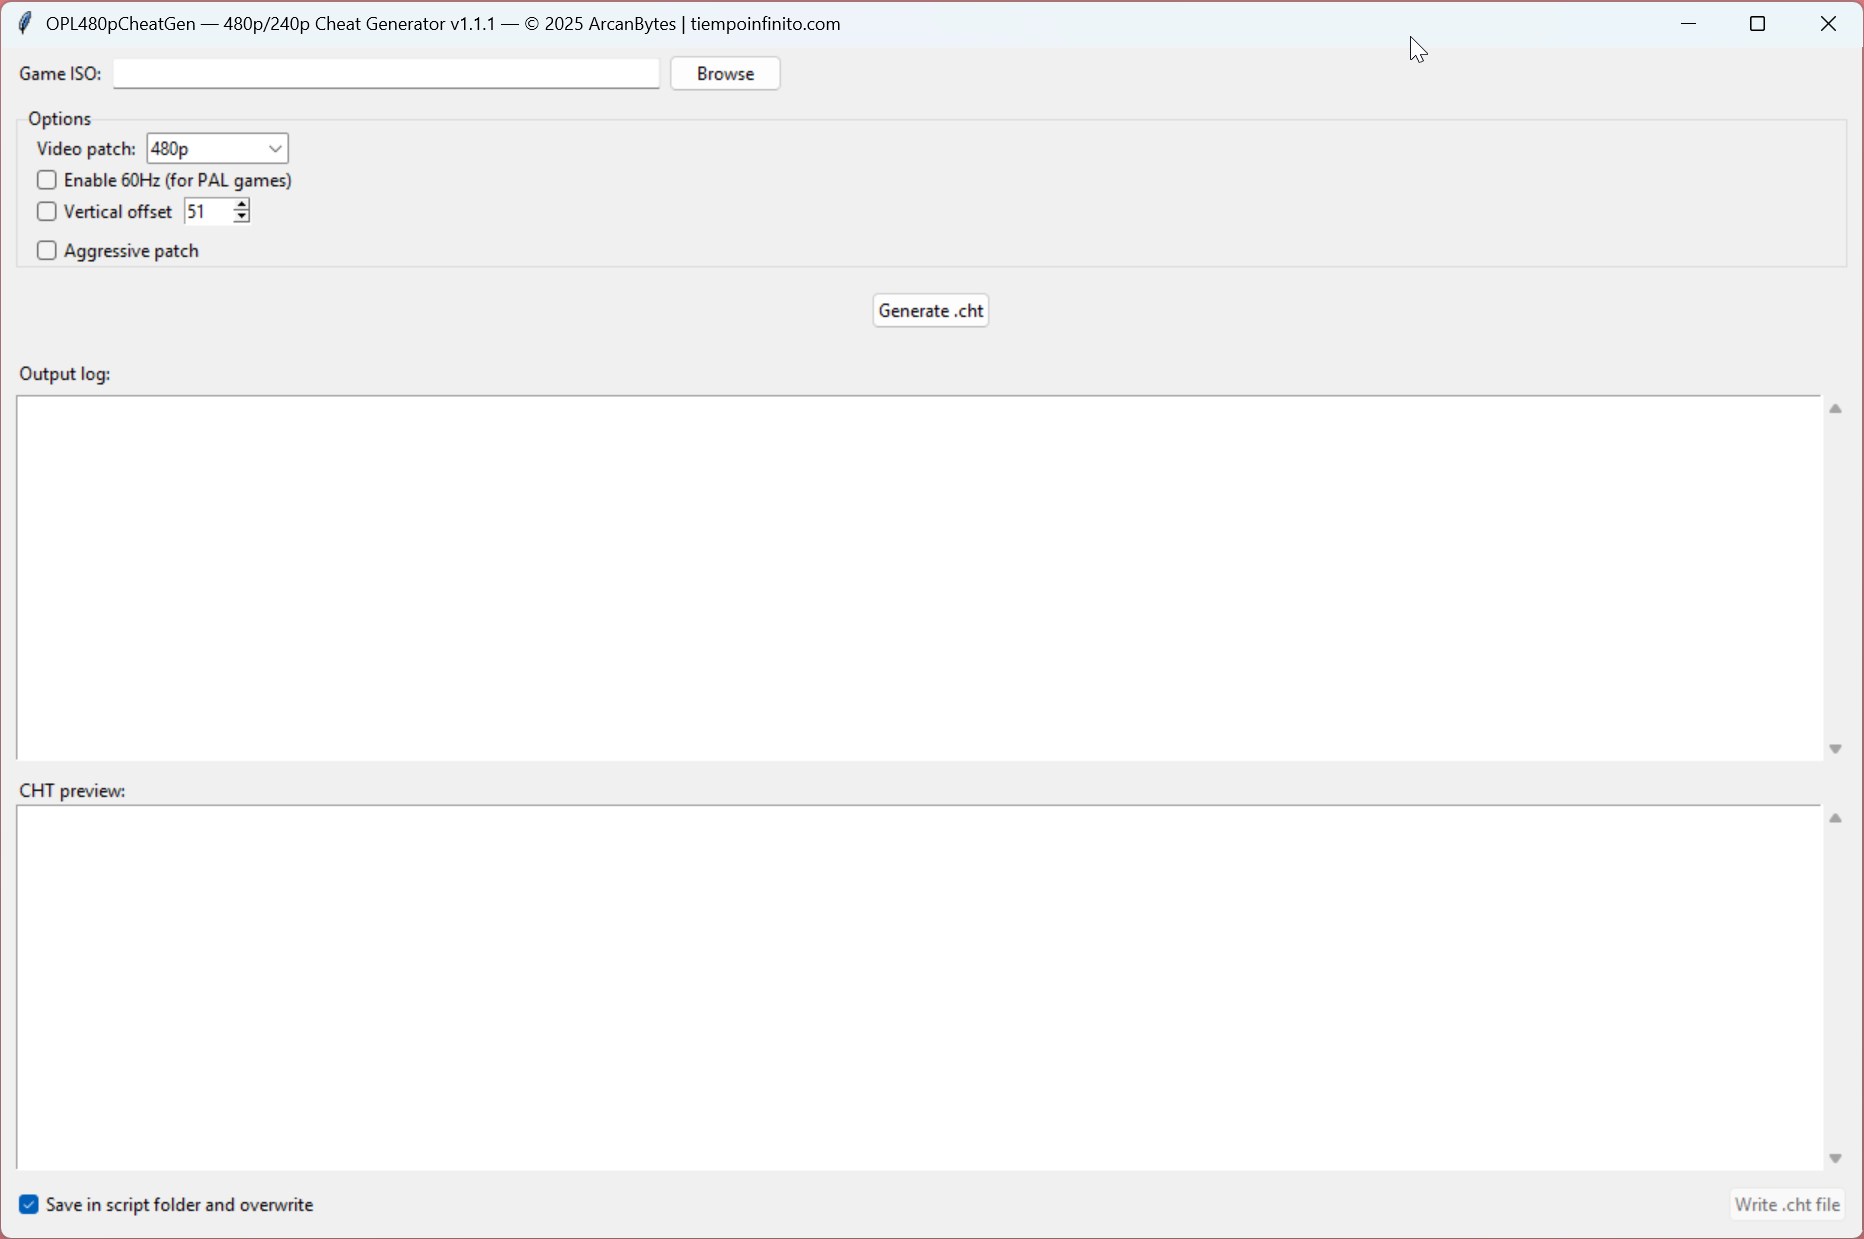 OPL480pCheatGen — 480p/240p Cheat Generator v1.1.1 — © 2025 ArcanBytes | tiempoinfinito.com
Game ISO:
Browse
Options
Video patch: 480p
Enable 60Hz (for PAL games)
Vertical offset 51
Aggressive patch
Generate .cht
Output log:
CHT preview:
Save in script folder and overwrite
Write .cht file